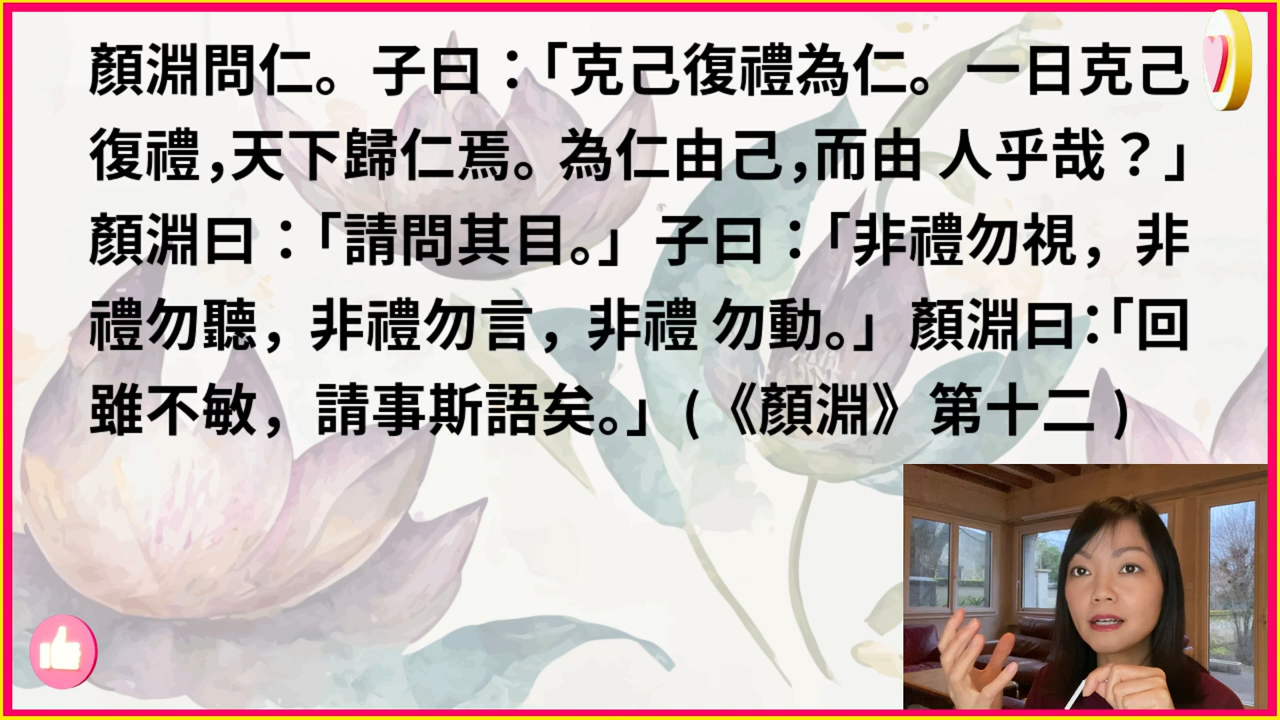 顏淵問仁。子曰：「克己復禮為仁。一日克己
復禮，天下歸仁焉。為仁由己，而由 人乎哉？」
顏淵曰：「請問其目。」子曰：「非禮勿視，非
禮勿聽，非禮勿言，非禮 勿動。」顏淵曰：「回
雖不敏，請事斯語矣。」(《顏淵》第十二 )